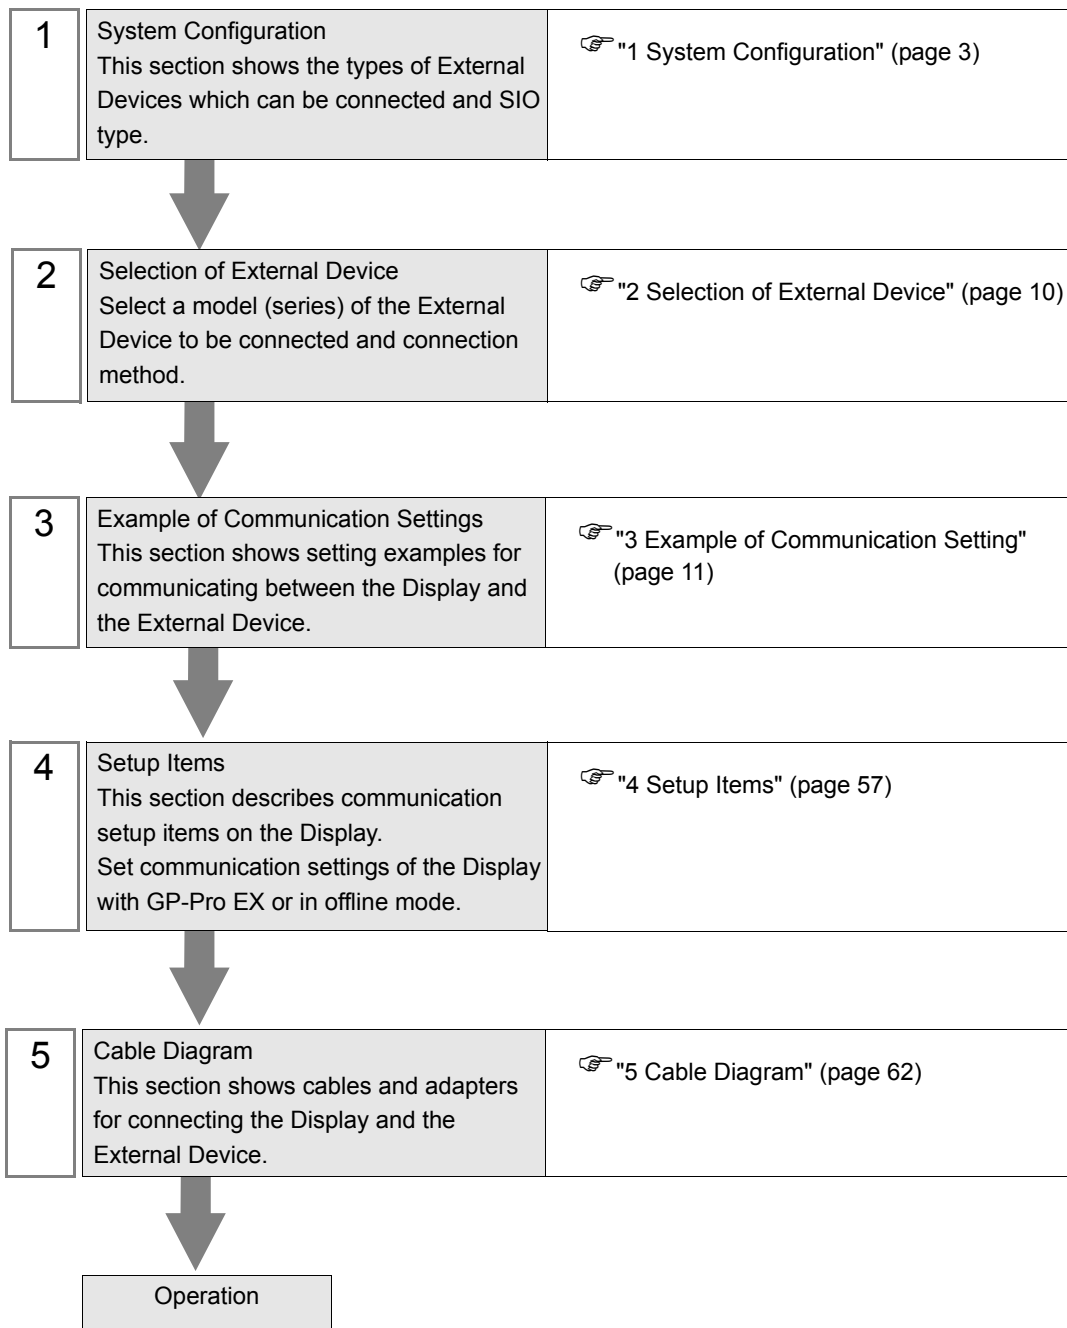 1
System Configuration
This section shows the types of External
Devices which can be connected and SIO
type.
"1 System Configuration" (page 3)
2
Selection of External Device
Select a model (series) of the External
Device to be connected and connection
method.
"2 Selection of External Device" (page 10)
3
Example of Communication Settings
This section shows setting examples for
communicating between the Display and
the External Device.
"3 Example of Communication Setting"
(page 11)
4
Setup Items
This section describes communication
setup items on the Display.
Set communication settings of the Display
with GP-Pro EX or in offline mode.
"4 Setup Items" (page 57)
5
Cable Diagram
This section shows cables and adapters
for connecting the Display and the
External Device.
"5 Cable Diagram" (page 62)
Operation